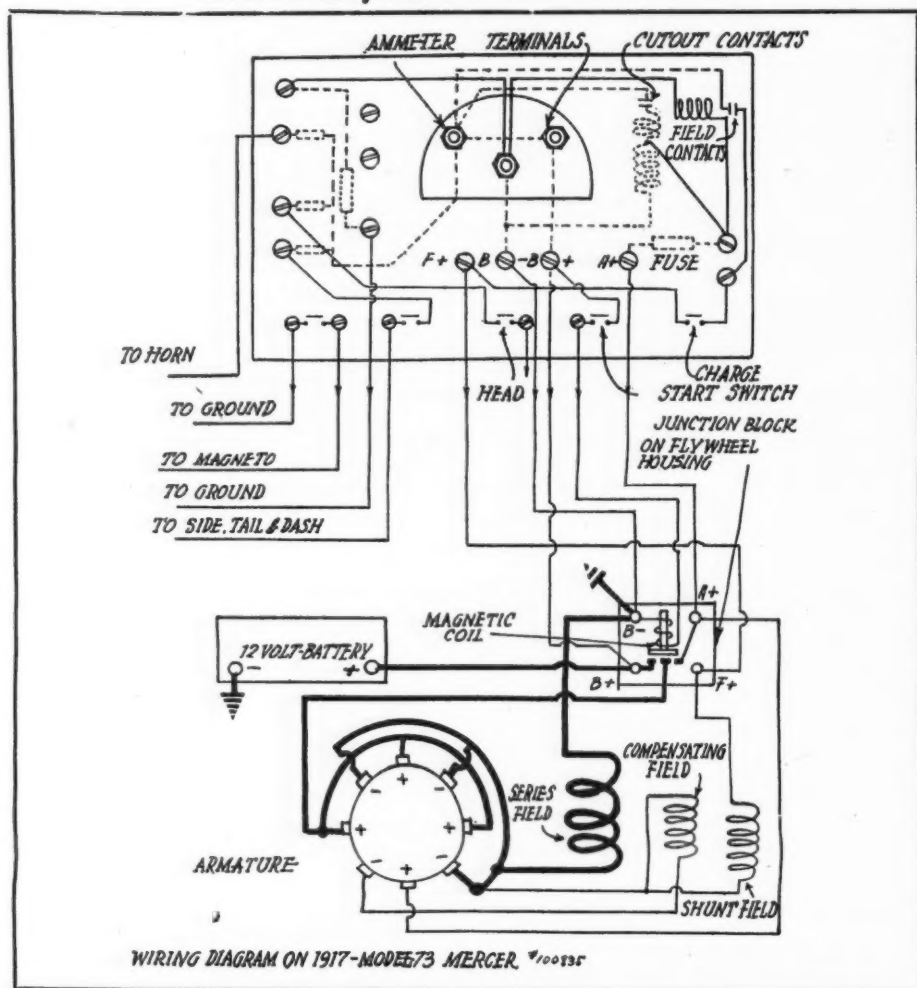 AMMETER TERMINALS
CUTOUT CONTACTS
FIELD
CONTACTS
F+
B
-B
+
A+
FUSE
TO HORN
HEAD
CHARGE
START SWITCH
TO GROUND
JUNCTION BLOCK
ON FLYWHEEL
HOUSING
TO MAGNETO
TO GROUND
TO SIDE, TAIL & DASH
A+
MAGNETIC
COIL
B-
12 VOLT-BATTERY
-
+
B+
F+
COMPENSATING
FIELD
SERIES
FIELD
+
-
-
+
+
-
-
+
ARMATURE
SHUNT FIELD
WIRING DIAGRAM ON 1917-MODEL 73 MERCER #100835